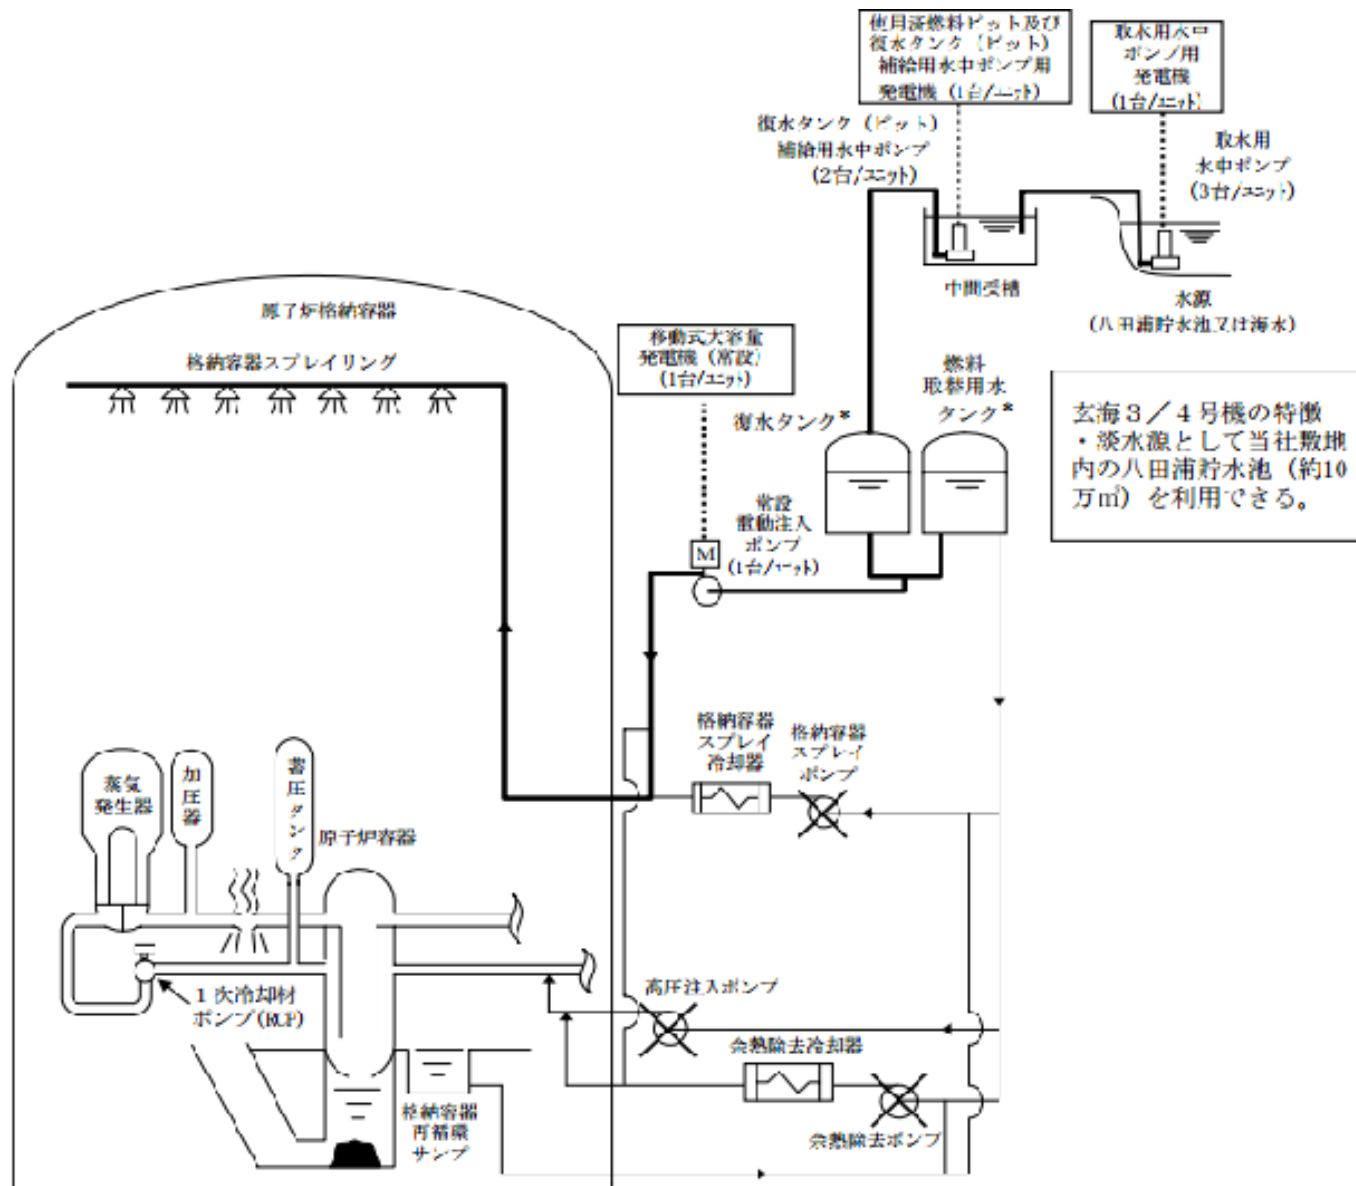 使用済燃料ピット及び
復水タンク（ピット）
補給用水中ポンプ用
発電機（1台/ユニット）
取水用水中
ポンプ用
発電機
（1台/ユニット）
復水タンク（ピット）
補給用水中ポンプ
（2台/ユニット）
取水用
水中ポンプ
（3台/ユニット）
中間受槽
水源
（八田浦貯水池又は海水）
原子炉格納容器
格納容器スプレイリング
移動式大容量
発電機（常設）
（1台/ユニット）
復水タンク*
燃料
取替用水
タンク*
玄海３／４号機の特徴
・淡水源として当社敷地
内の八田浦貯水池（約10
万㎥）を利用できる。
常設
電動注入
ポンプ
（1台/ユニット）
M
格納容器
スプレイ
冷却器
格納容器
スプレイ
ポンプ
蒸気
発生器
加圧器
蓄圧タンク
原子炉容器
１次冷却材
ポンプ(RCP)
高圧注入ポンプ
余熱除去冷却器
余熱除去ポンプ
格納容器
再循環
サンプ